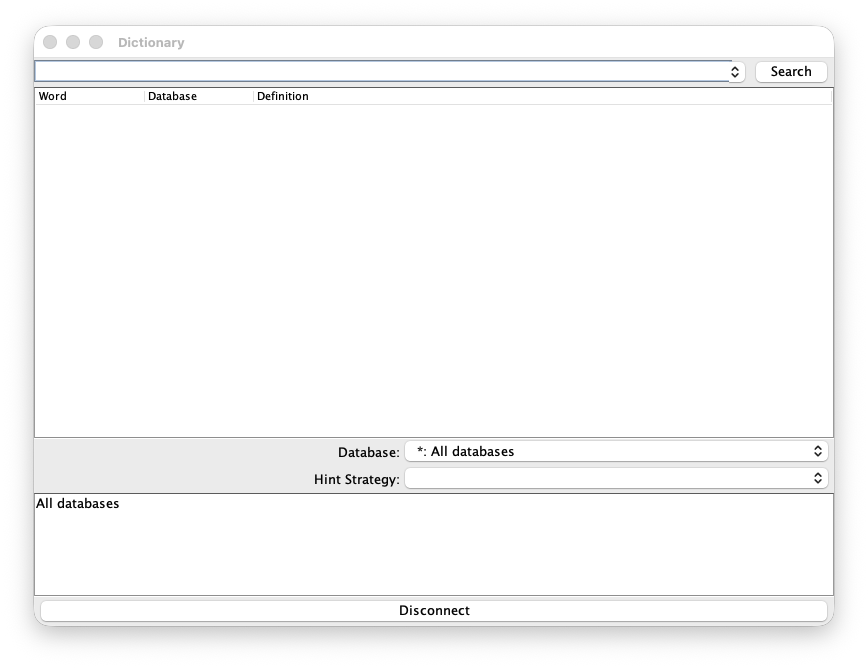 Dictionary
Search
Word Database Definition
Database: *: All databases
Hint Strategy:
All databases
Disconnect